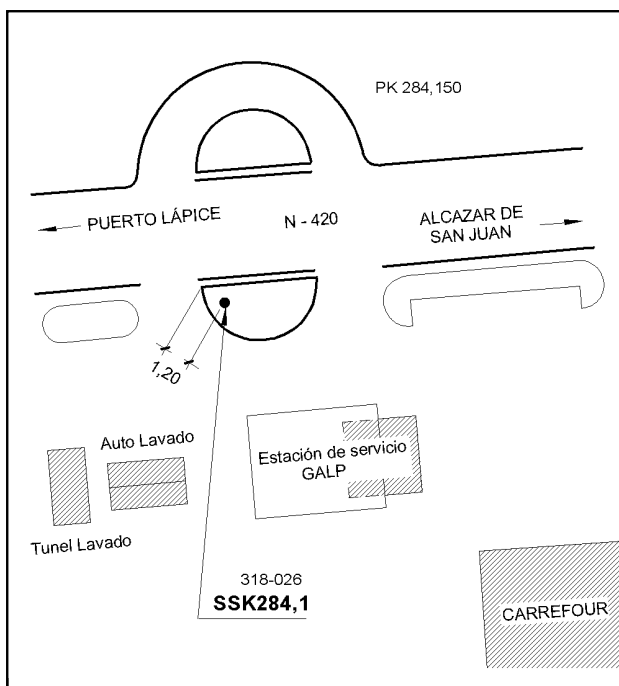 PK 284,150
PUERTO LÁPICE
N - 420
ALCAZAR DE
SAN JUAN
1,20
Auto Lavado
Estación de servicio
GALP
Tunel Lavado
318-026
SSK284,1
CARREFOUR